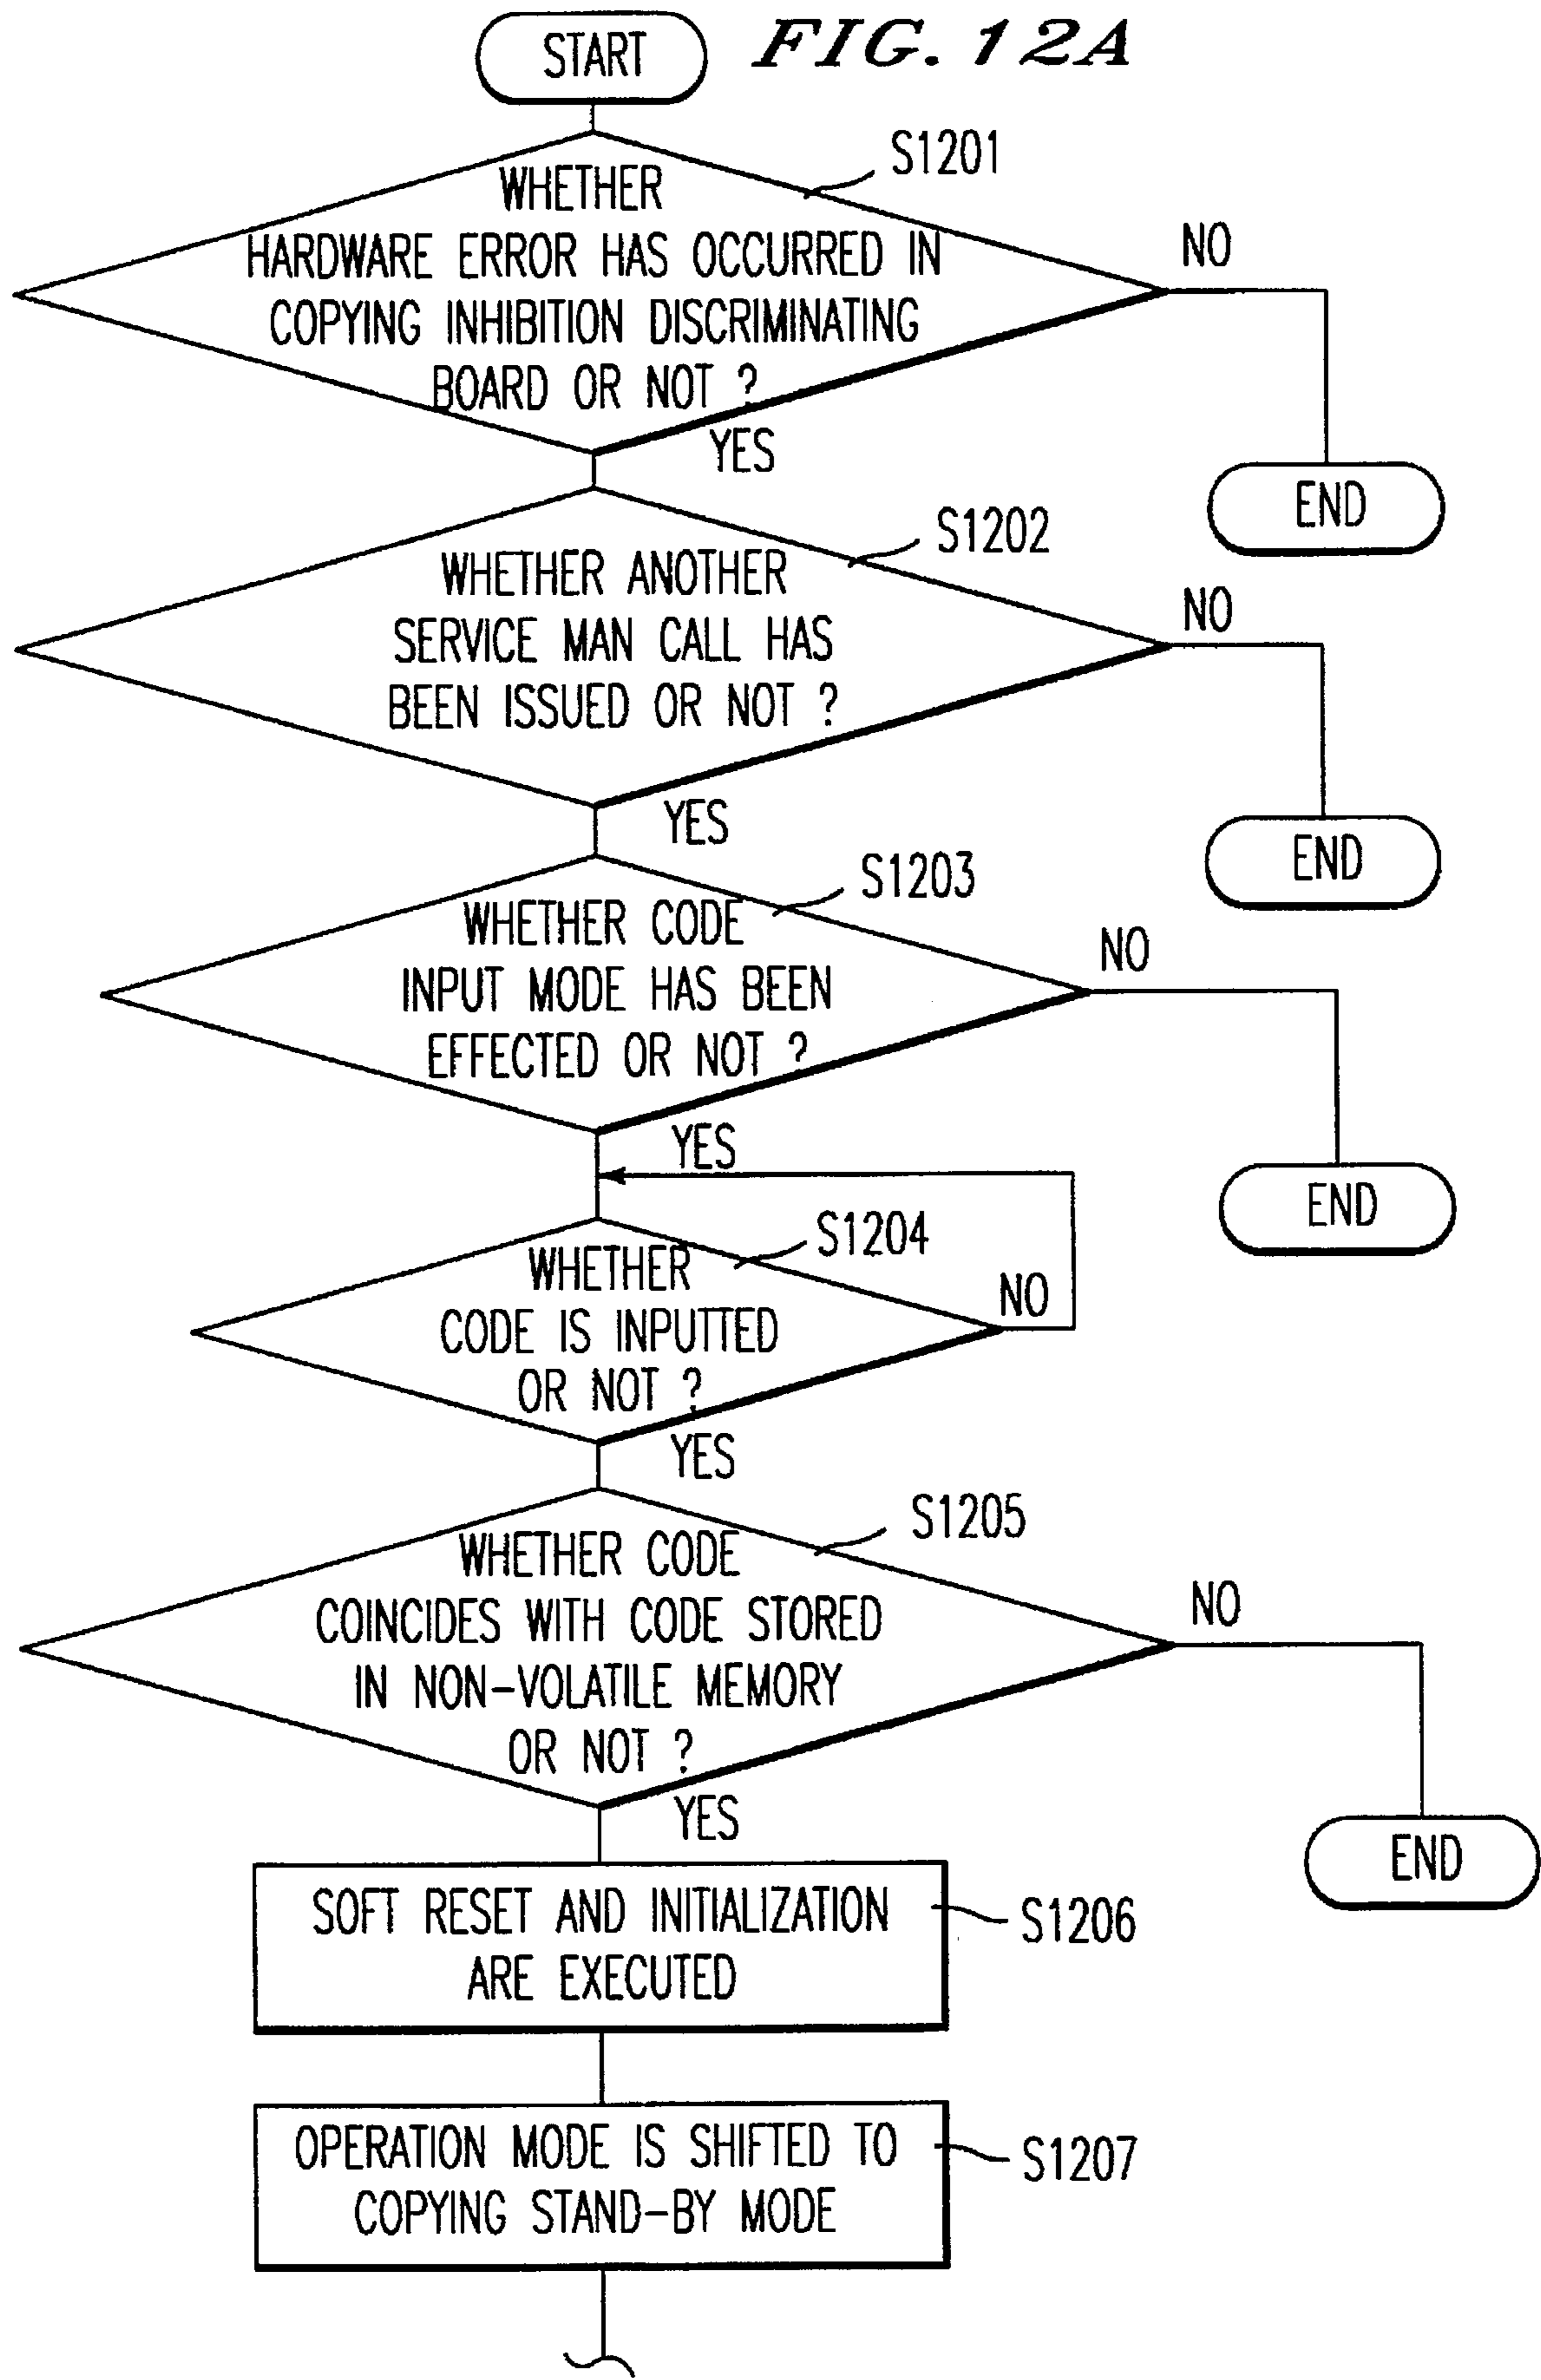 START
FIG. 12A
S1201
WHETHER
HARDWARE ERROR HAS OCCURRED IN
COPYING INHIBITION DISCRIMINATING
BOARD OR NOT ?
NO
YES
END
S1202
WHETHER ANOTHER
SERVICE MAN CALL HAS
BEEN ISSUED OR NOT ?
NO
YES
END
S1203
WHETHER CODE
INPUT MODE HAS BEEN
EFFECTED OR NOT ?
NO
YES
END
S1204
WHETHER
CODE IS INPUTTED
OR NOT ?
NO
YES
S1205
WHETHER CODE
COINCIDES WITH CODE STORED
IN NON-VOLATILE MEMORY
OR NOT ?
NO
YES
END
SOFT RESET AND INITIALIZATION
ARE EXECUTED
S1206
OPERATION MODE IS SHIFTED TO
COPYING STAND-BY MODE
S1207